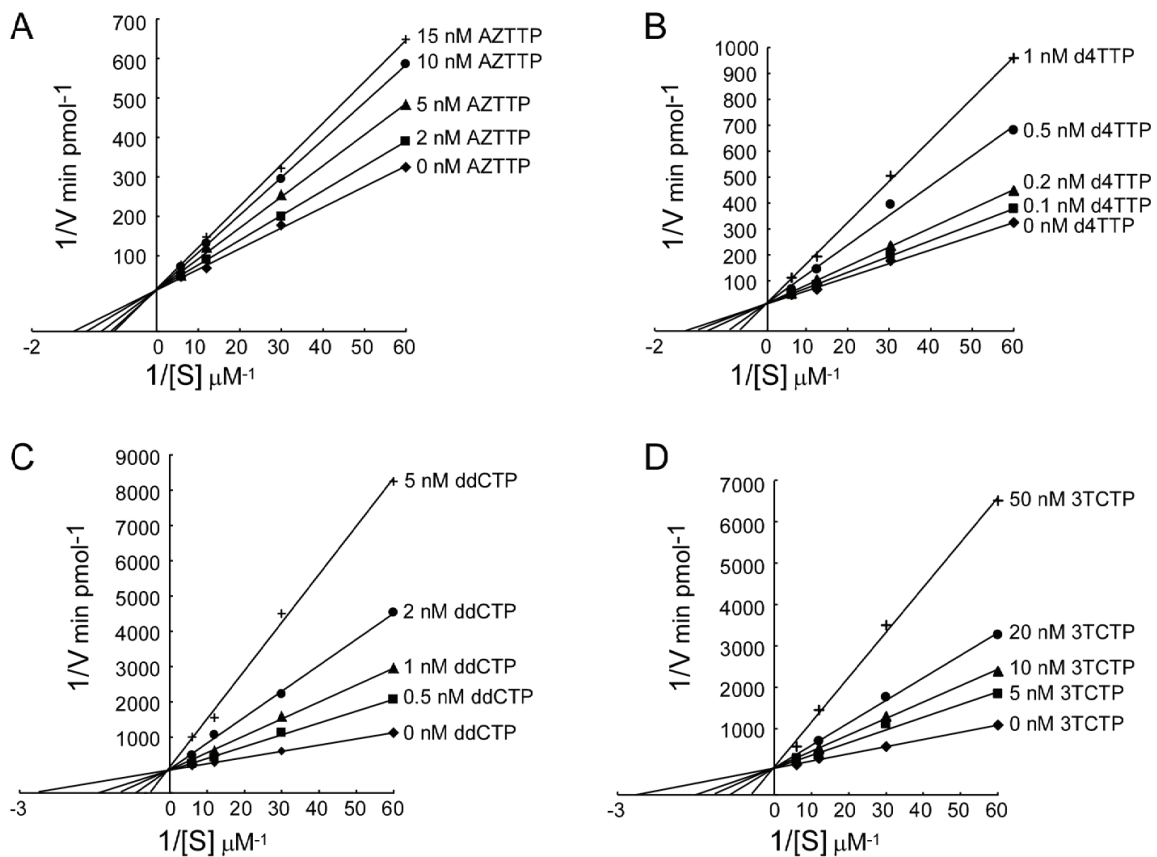 A
700
600
500
400
300
200
100
1/V min pmol-1
15 nM AZTTP
10 nM AZTTP
5 nM AZTTP
2 nM AZTTP
0 nM AZTTP
-2 0 10 20 30 40 50 60
1/[S] µM-1
B
1000
900
800
700
600
500
400
300
200
100
1/V min pmol-1
1 nM d4TTP
0.5 nM d4TTP
0.2 nM d4TTP
0.1 nM d4TTP
0 nM d4TTP
-2 0 10 20 30 40 50 60
1/[S] µM-1
C
9000
8000
7000
6000
5000
4000
3000
2000
1000
1/V min pmol-1
5 nM ddCTP
2 nM ddCTP
1 nM ddCTP
0.5 nM ddCTP
0 nM ddCTP
-3 0 10 20 30 40 50 60
1/[S] µM-1
D
7000
6000
5000
4000
3000
2000
1000
1/V min pmol-1
50 nM 3TCTP
20 nM 3TCTP
10 nM 3TCTP
5 nM 3TCTP
0 nM 3TCTP
-3 0 10 20 30 40 50 60
1/[S] µM-1